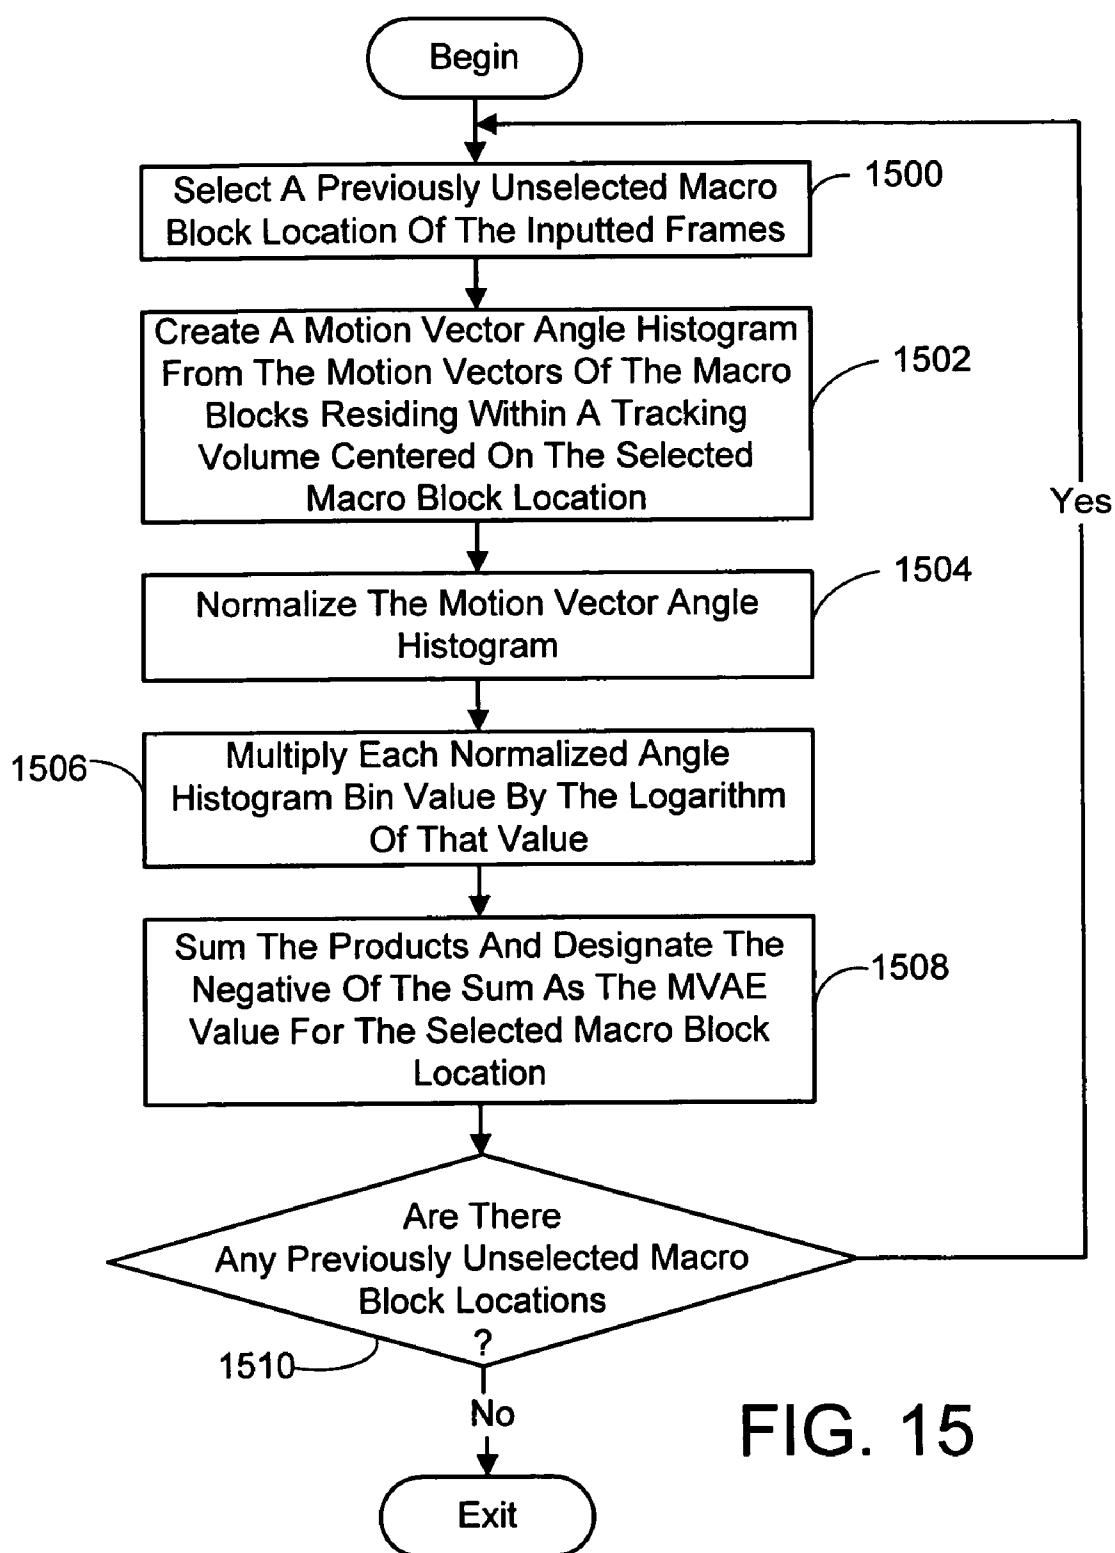 Begin
Select A Previously Unselected Macro
Block Location Of The Inputted Frames
1500
Create A Motion Vector Angle Histogram
From The Motion Vectors Of The Macro
Blocks Residing Within A Tracking
Volume Centered On The Selected
Macro Block Location
1502
Yes
Normalize The Motion Vector Angle
Histogram
1504
Multiply Each Normalized Angle
Histogram Bin Value By The Logarithm
Of That Value
1506
Sum The Products And Designate The
Negative Of The Sum As The MVAE
Value For The Selected Macro Block
Location
1508
Are There
Any Previously Unselected Macro
Block Locations
?
1510
No
Exit
FIG. 15